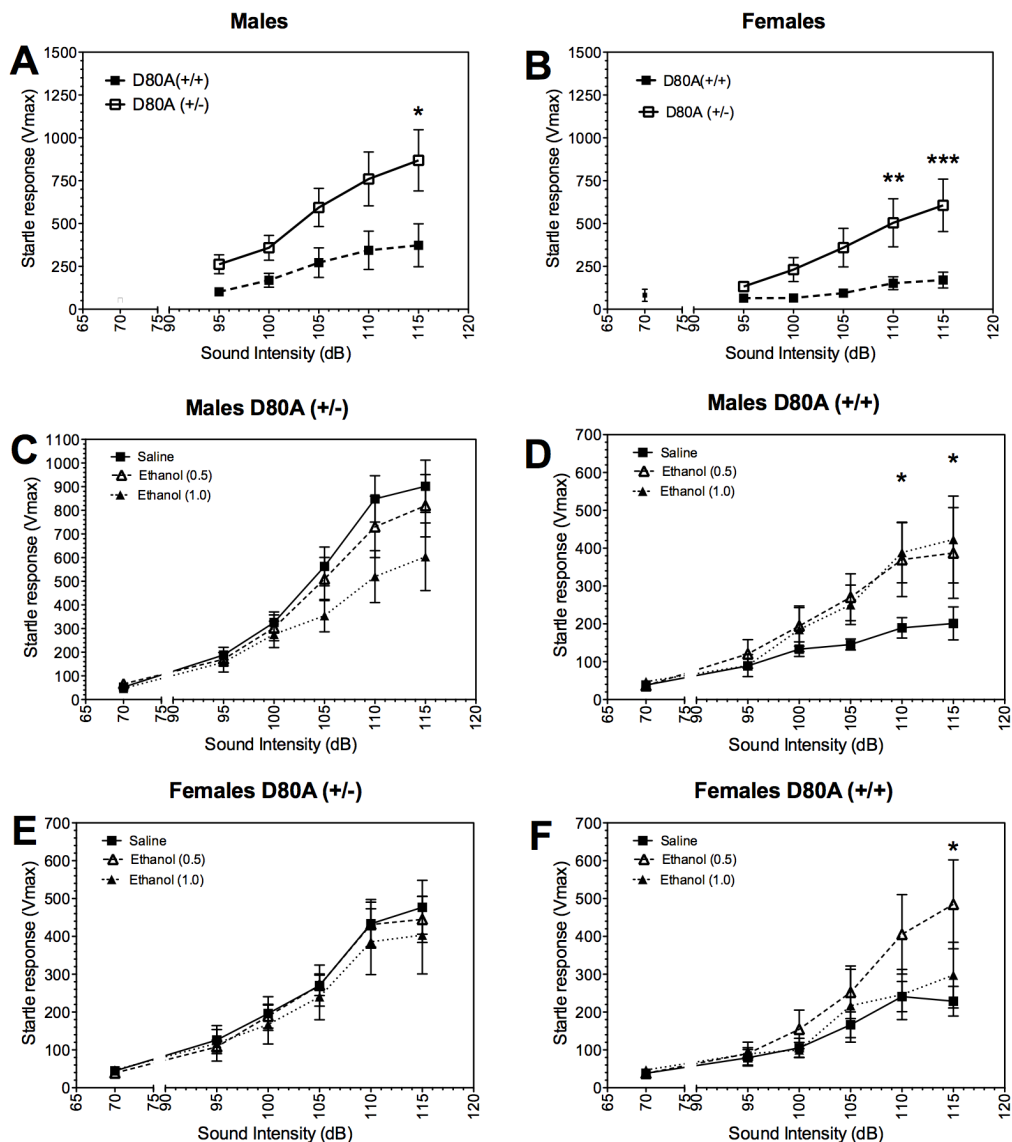 Males
A
Startle response (Vmax)
1500
1250
1000
750
500
250
0
D80A(+/+)
D80A (+/-)
*
65
70
75
90
95
100
105
110
115
120
Sound Intensity (dB)
Females
B
Startle response (Vmax)
1500
1250
1000
750
500
250
0
D80A(+/+)
D80A (+/-)
**
***
65
70
75
90
95
100
105
110
115
120
Sound Intensity (dB)
Males D80A (+/-)
C
Startle response (Vmax)
1100
1000
900
800
700
600
500
400
300
200
100
0
Saline
Ethanol (0.5)
Ethanol (1.0)
65
70
75
90
95
100
105
110
115
120
Sound Intensity (dB)
Males D80A (+/+)
D
Startle response (Vmax)
700
600
500
400
300
200
100
0
Saline
Ethanol (0.5)
Ethanol (1.0)
*
*
65
70
75
90
95
100
105
110
115
120
Sound Intensity (dB)
Females D80A (+/-)
E
Startle response (Vmax)
700
600
500
400
300
200
100
0
Saline
Ethanol (0.5)
Ethanol (1.0)
65
70
75
90
95
100
105
110
115
120
Sound Intensity (dB)
Females D80A (+/+)
F
Startle response (Vmax)
700
600
500
400
300
200
100
0
Saline
Ethanol (0.5)
Ethanol (1.0)
*
65
70
75
90
95
100
105
110
115
120
Sound Intensity (dB)